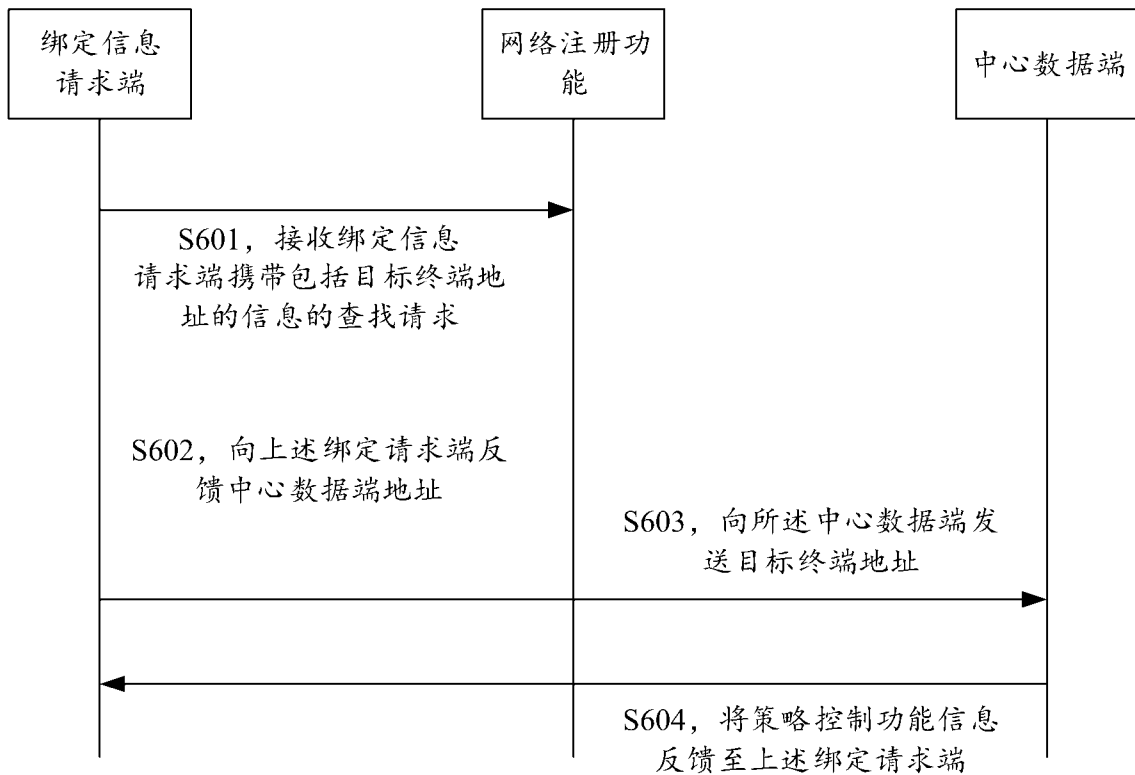 绑定信息
请求端
网络注册功
能
中心数据端
S601，接收绑定信息
请求端携带包括目标终端地
址的信息的查找请求
S602，向上述绑定请求端反
馈中心数据端地址
S603，向所述中心数据端发
送目标终端地址
S604，将策略控制功能信息
反馈至上述绑定请求端